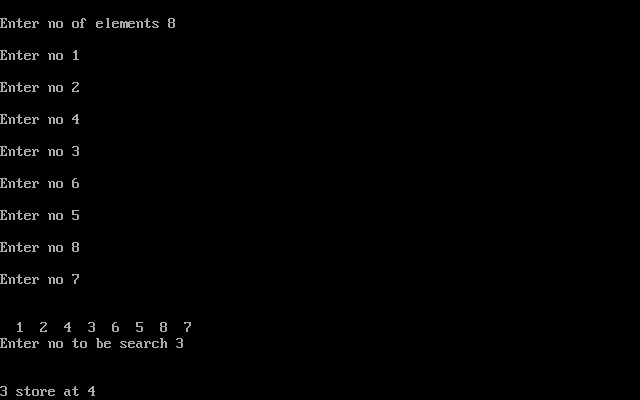 Enter no of elements 8
Enter no 1
Enter no 2
Enter no 4
Enter no 3
Enter no 6
Enter no 5
Enter no 8
Enter no 7
1 2 4 3 6 5 8 7
Enter no to be search 3
3 store at 4